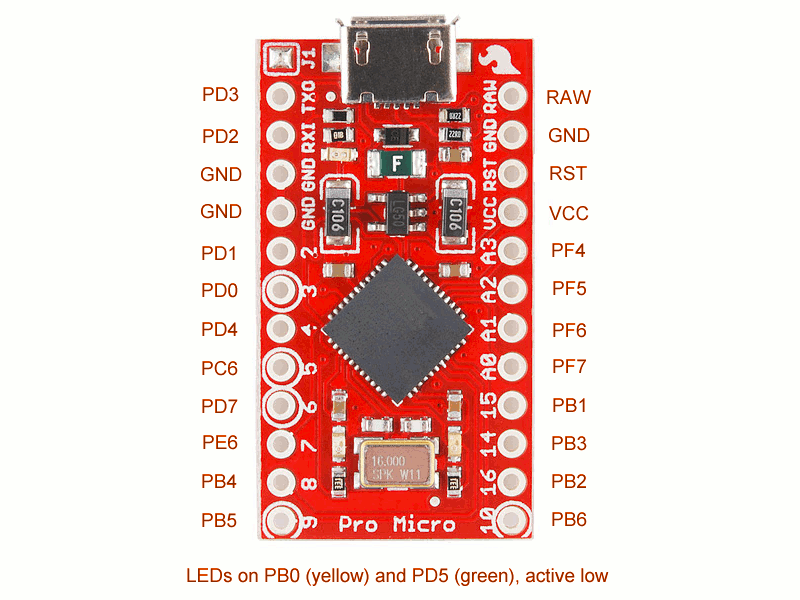 J1
PD3 TXO RAW RAW
PD2 RXI GND GND
GND GND RST RST
GND GND VCC VCC
PD1 2 A3 PF4
PD0 3 A2 PF5
PD4 4 A1 PF6
PC6 5 A0 PF7
PD7 6 15 PB1
PE6 7 14 PB3
PB4 8 16 PB2
PB5 9 10 PB6
F
C106
LG50
C106
16.000
SPK W11
Pro Micro
LEDs on PB0 (yellow) and PD5 (green), active low